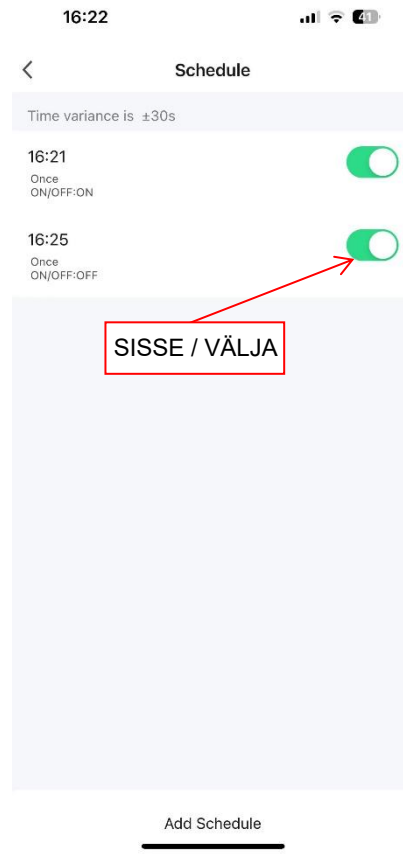 16:22
41
Schedule
Time variance is ±30s
16:21
Once
ON/OFF:ON
16:25
Once
ON/OFF:OFF
SISSE / VÄLJA
Add Schedule